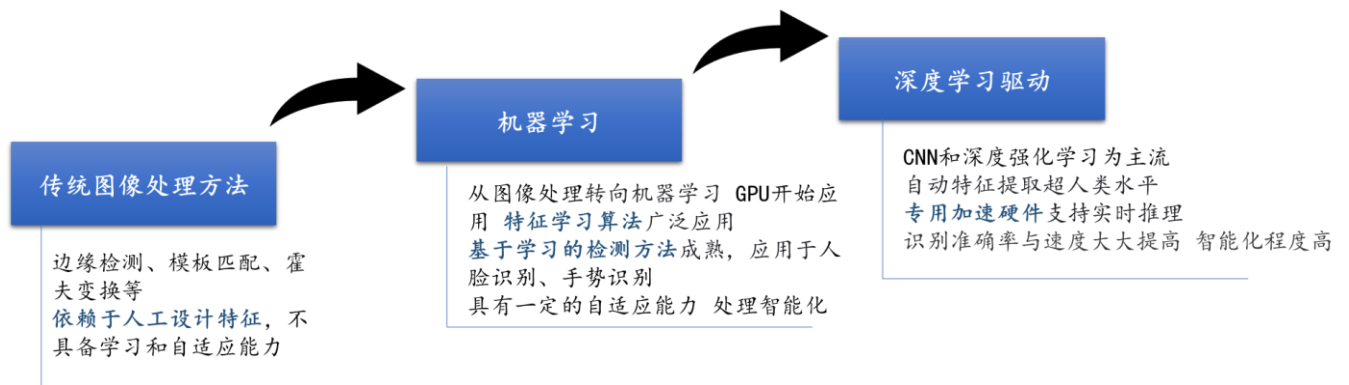 传统图像处理方法
边缘检测、模板匹配、霍
夫变换等
依赖于人工设计特征，不
具备学习和自适应能力
机器学习
从图像处理转向机器学习 GPU开始应
用 特征学习算法广泛应用
基于学习的检测方法成熟，应用于人
脸识别、手势识别
具有一定的自适应能力 处理智能化
深度学习驱动
CNN和深度强化学习为主流
自动特征提取超人类水平
专用加速硬件支持实时推理
识别准确率与速度大大提高 智能化程度高